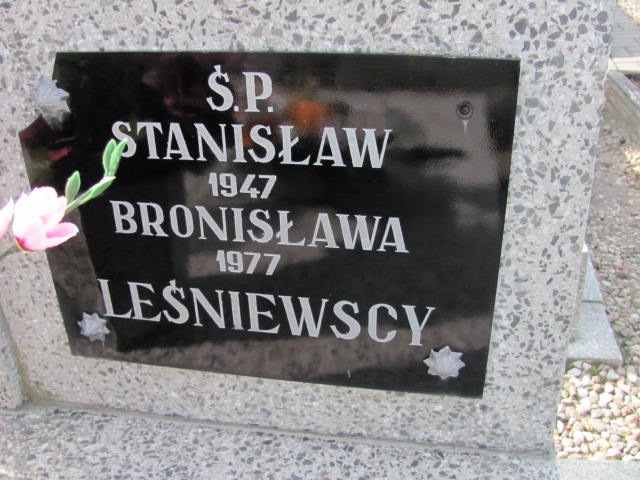 Ś.P.
STANISŁAW
1947
BRONISŁAWA
1977
LEŚNIEWSCY